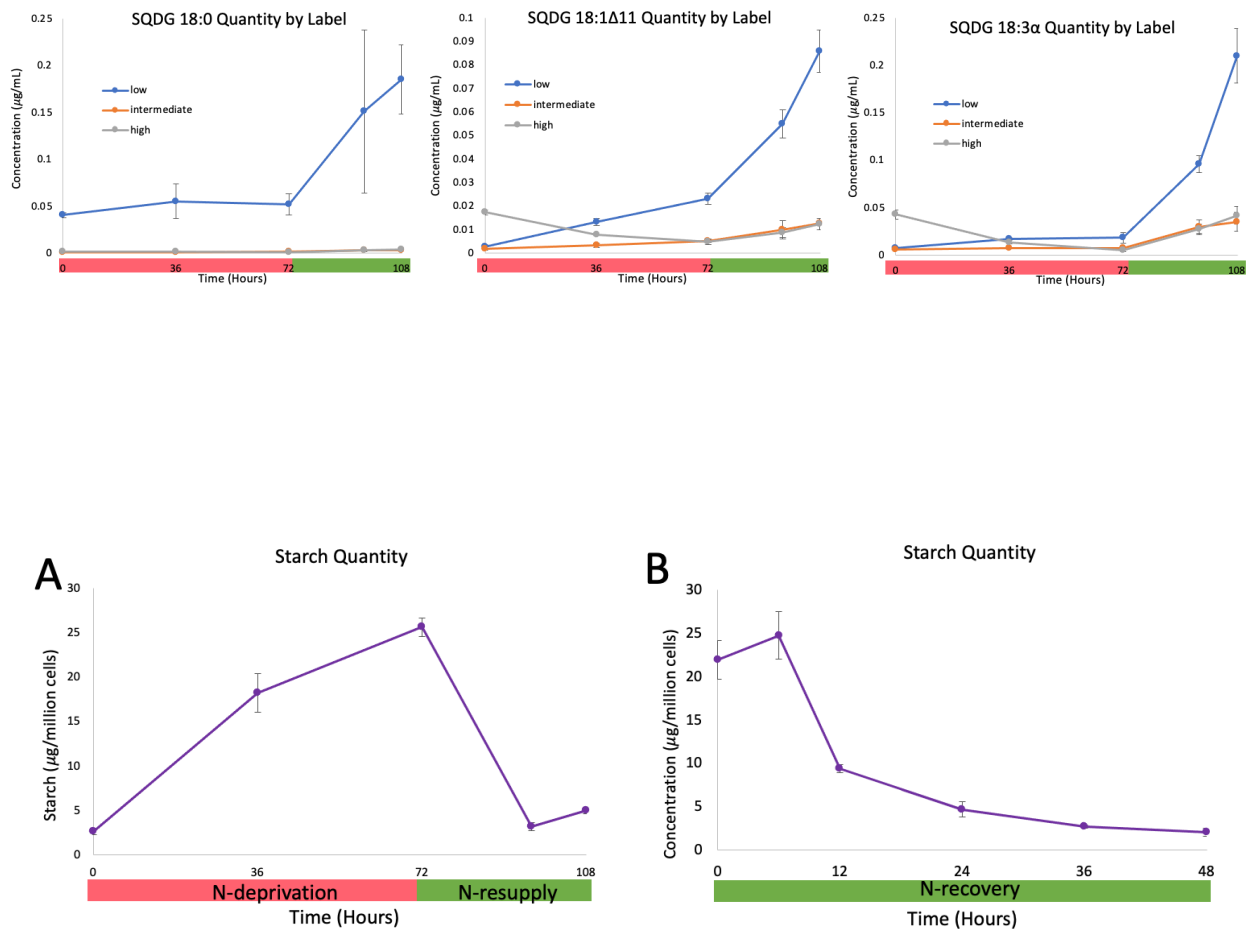 SQDG 18:0 Quantity by Label
0.25
0.2
0.15
0.1
0.05
0
Concentration (µg/mL)
low
intermediate
high
0 36 72 108
Time (Hours)
SQDG 18:1Δ11 Quantity by Label
0.1
0.09
0.08
0.07
0.06
0.05
0.04
0.03
0.02
0.01
0
Concentration (µg/mL)
low
intermediate
high
0 36 72 108
Time (Hours)
SQDG 18:3α Quantity by Label
0.25
0.2
0.15
0.1
0.05
0
Concentration (µg/mL)
low
intermediate
high
0 36 72 108
Time (Hours)
A
Starch Quantity
30
25
20
15
10
5
0
Starch (µg/million cells)
0 36 72 108
N-deprivation N-resupply
Time (Hours)
B
Starch Quantity
30
25
20
15
10
5
0
Concentration (µg/million cells)
0 12 24 36 48
N-recovery
Time (Hours)